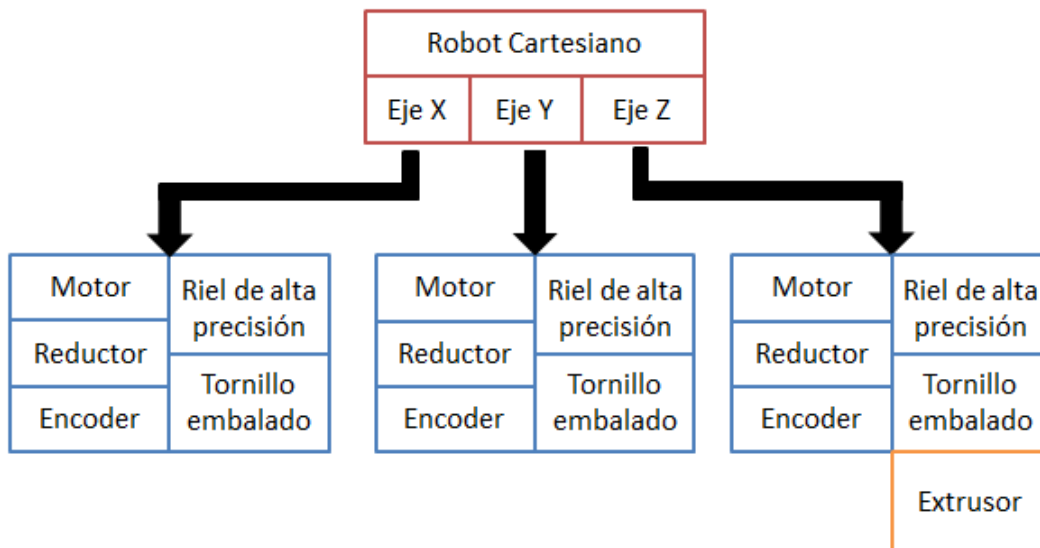 Robot Cartesiano
Eje X
Eje Y
Eje Z
Motor
Reductor
Encoder
Riel de alta
precisión
Tornillo
embalado
Motor
Reductor
Encoder
Riel de alta
precisión
Tornillo
embalado
Motor
Reductor
Encoder
Riel de alta
precisión
Tornillo
embalado
Extrusor